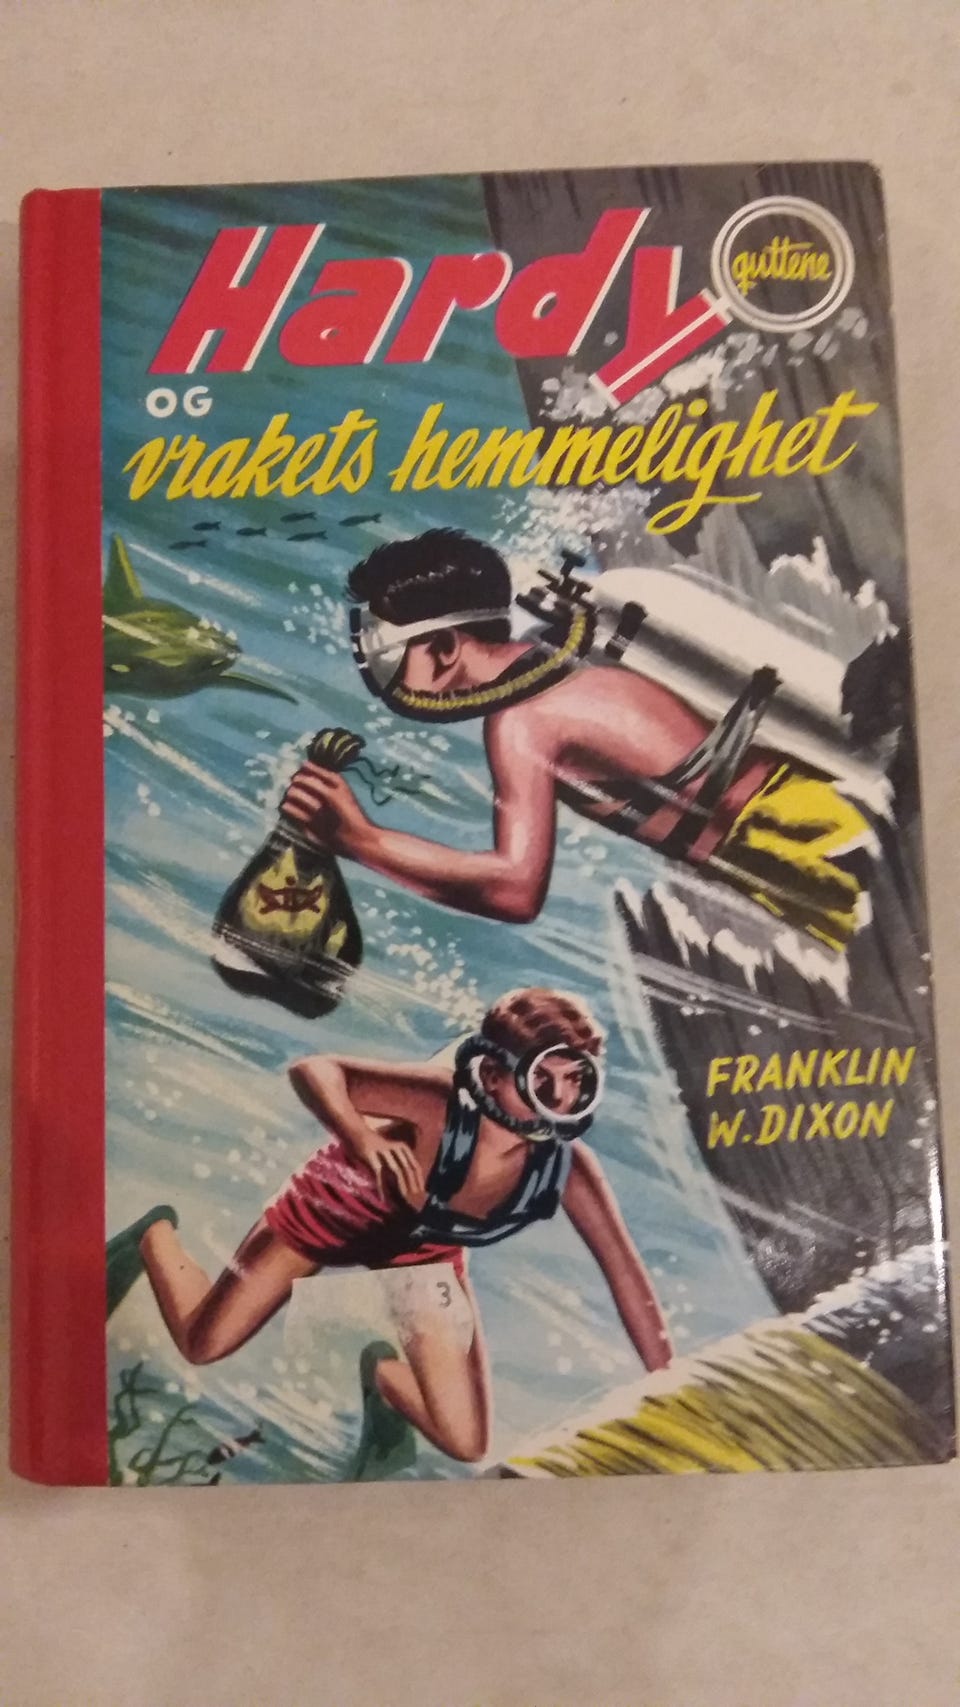 Hardy guttene
OG
vrakets hemmelighet
FRANKLIN
W. DIXON
3